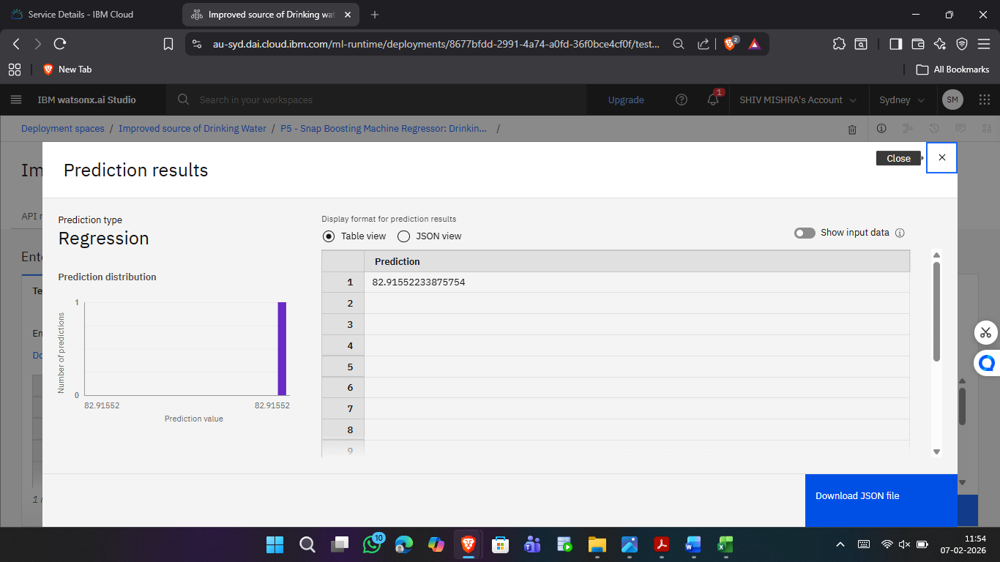 Service Details - IBM Cloud
Improved source of Drinking wat
au-syd.dai.cloud.ibm.com/ml-runtime/deployments/8677bfdd-2991-4a74-a0fd-36f0bce4cf0f/test...
2
New Tab
All Bookmarks
IBM watsonx.ai Studio
Search in your workspaces
Upgrade
1
SHIV MISHRA's Account
Sydney
SM
Deployment spaces / Improved source of Drinking Water / P5 - Snap Boosting Machine Regressor: Drinkin... /
Close
Im
Prediction results
API r
Prediction type
Regression
Display format for prediction results
Table view
JSON view
Show input data
Ente
Prediction distribution
Te
Prediction
1 82.91552233875754
2
3
4
5
6
7
8
9
Number of predictions
1
0
82.91552
82.91552
Prediction value
En
Do
1 r
Download JSON file
10
11:54
07-02-2026